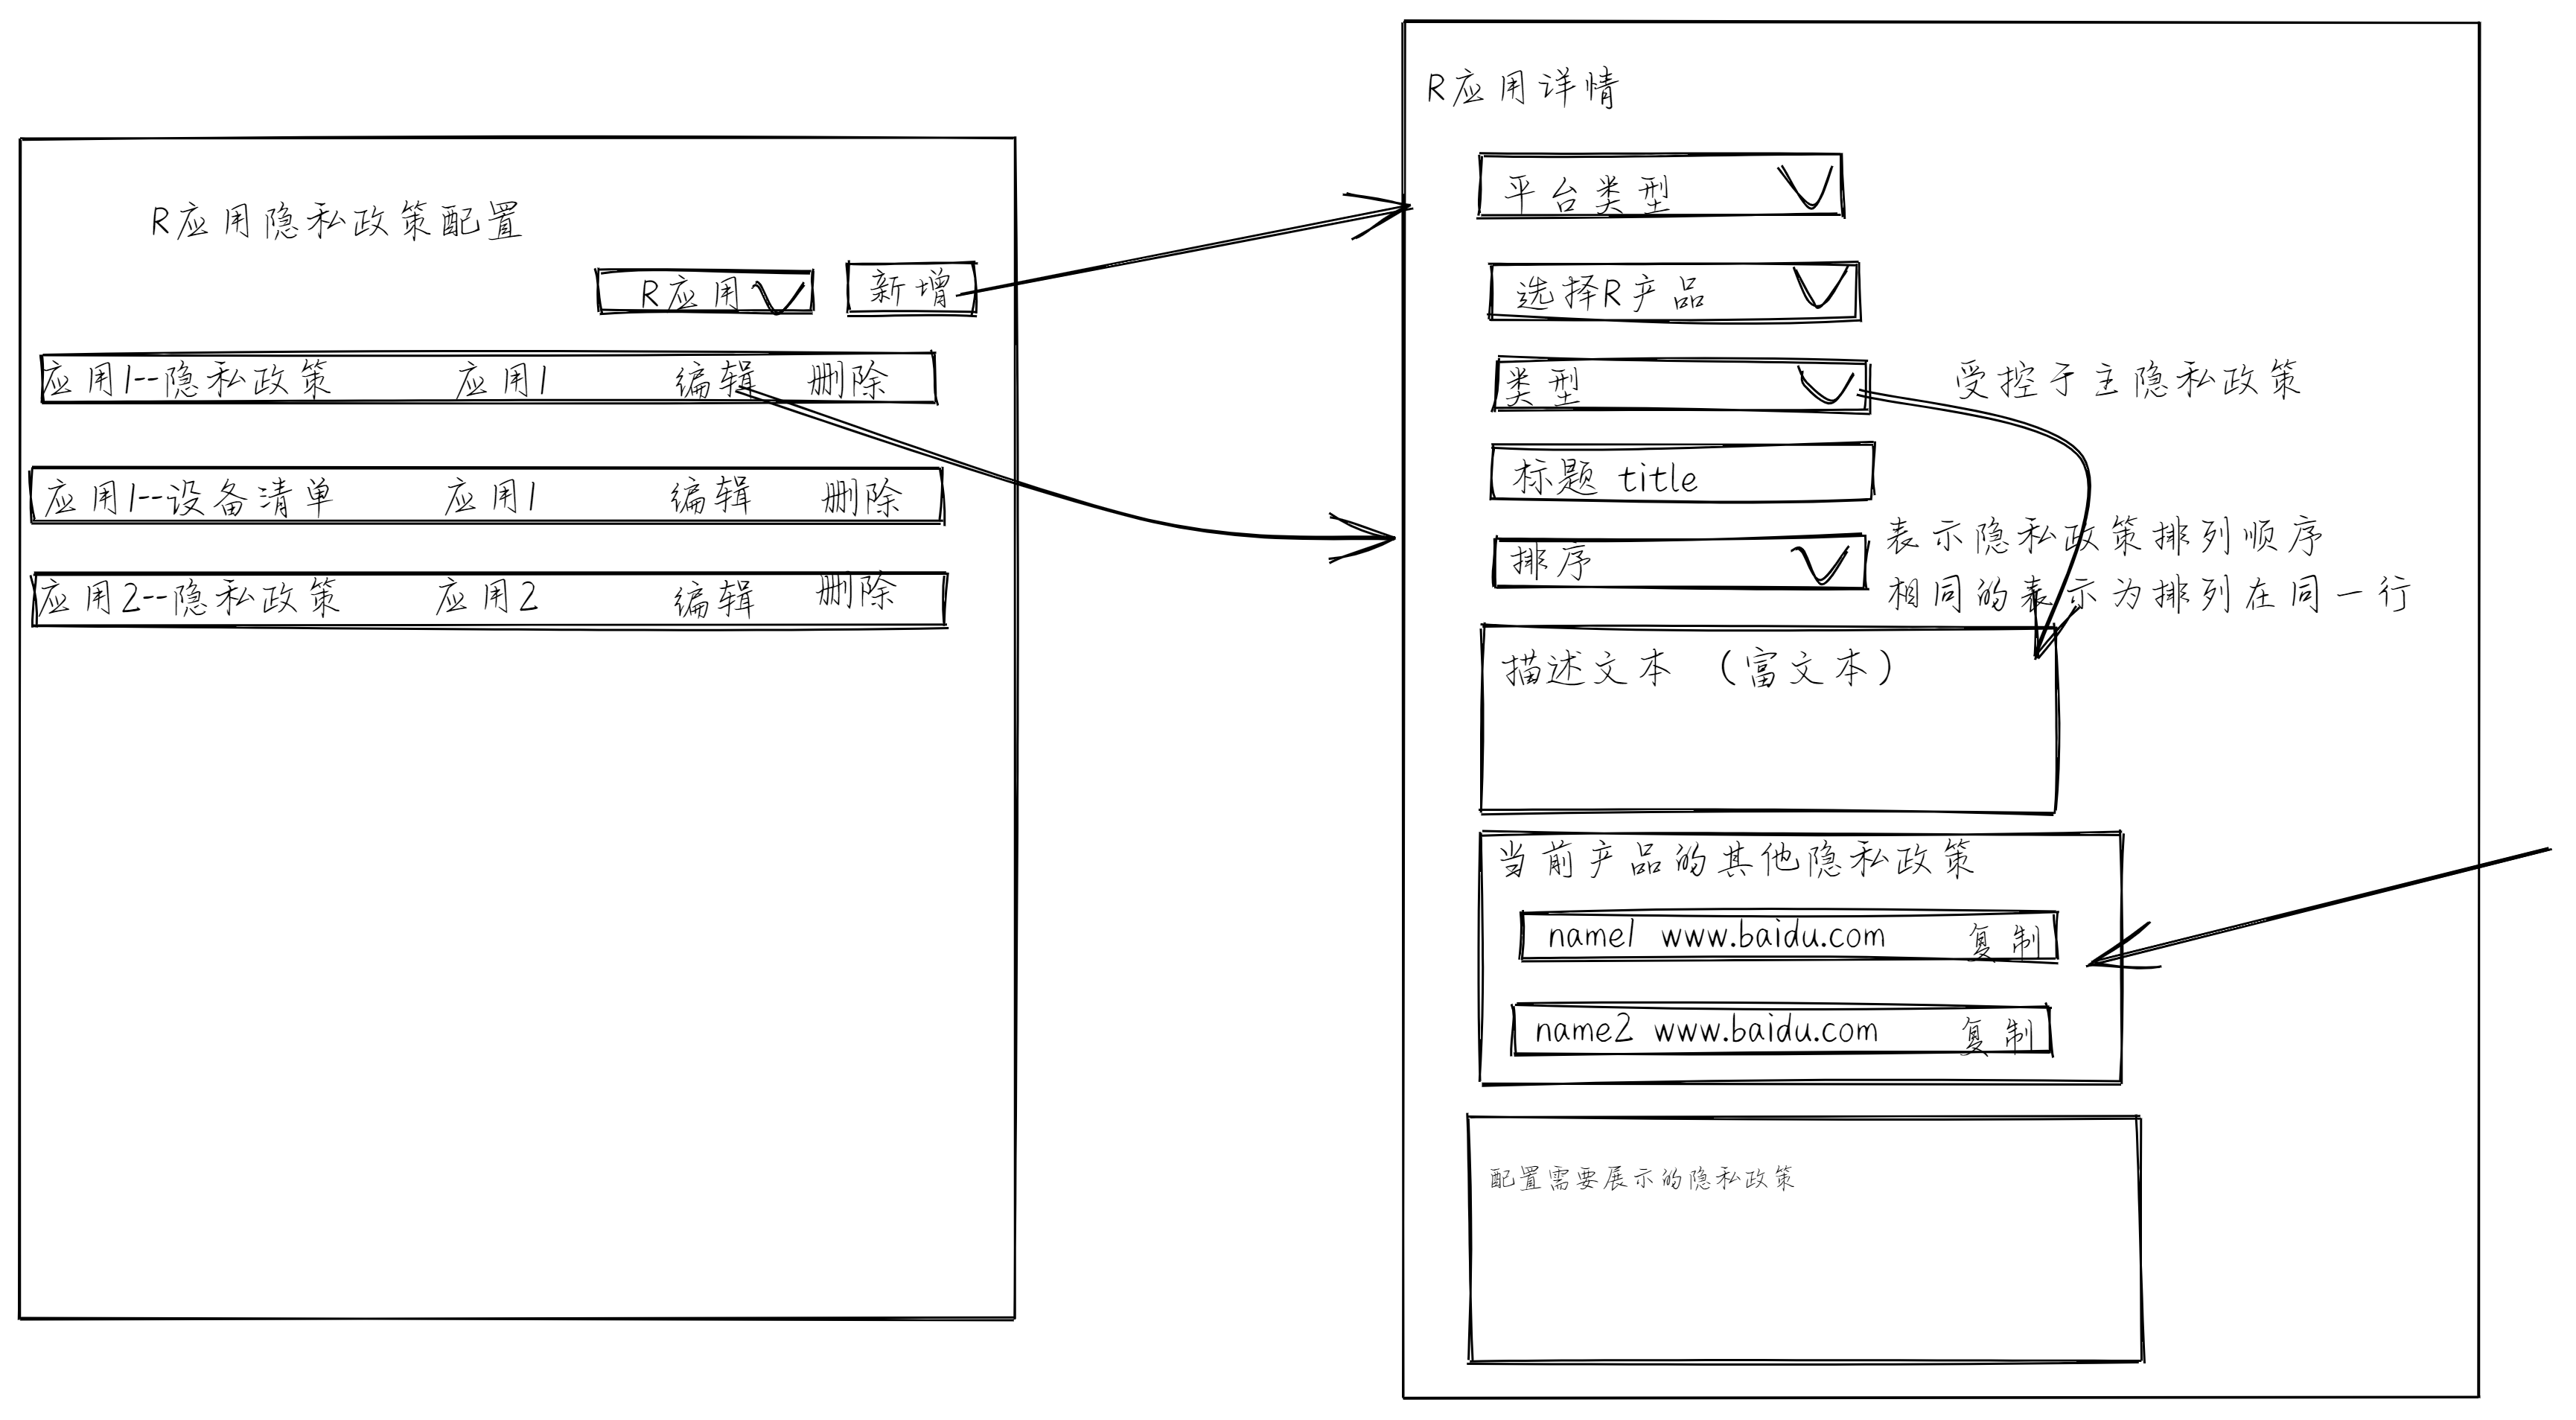 R应用隐私政策配置
R应用
新增
应用1--隐私政策 应用1 编辑 删除
应用1--设备清单 应用1 编辑 删除
应用2--隐私政策 应用2 编辑 删除
R应用详情
平台类型
选择R产品
类型
受控于主隐私政策
标题 title
排序
表示隐私政策排列顺序
相同的表示为排列在同一行
描述文本 （富文本）
当前产品的其他隐私政策
name1 www.baidu.com 复制
name2 www.baidu.com 复制
配置需要展示的隐私政策